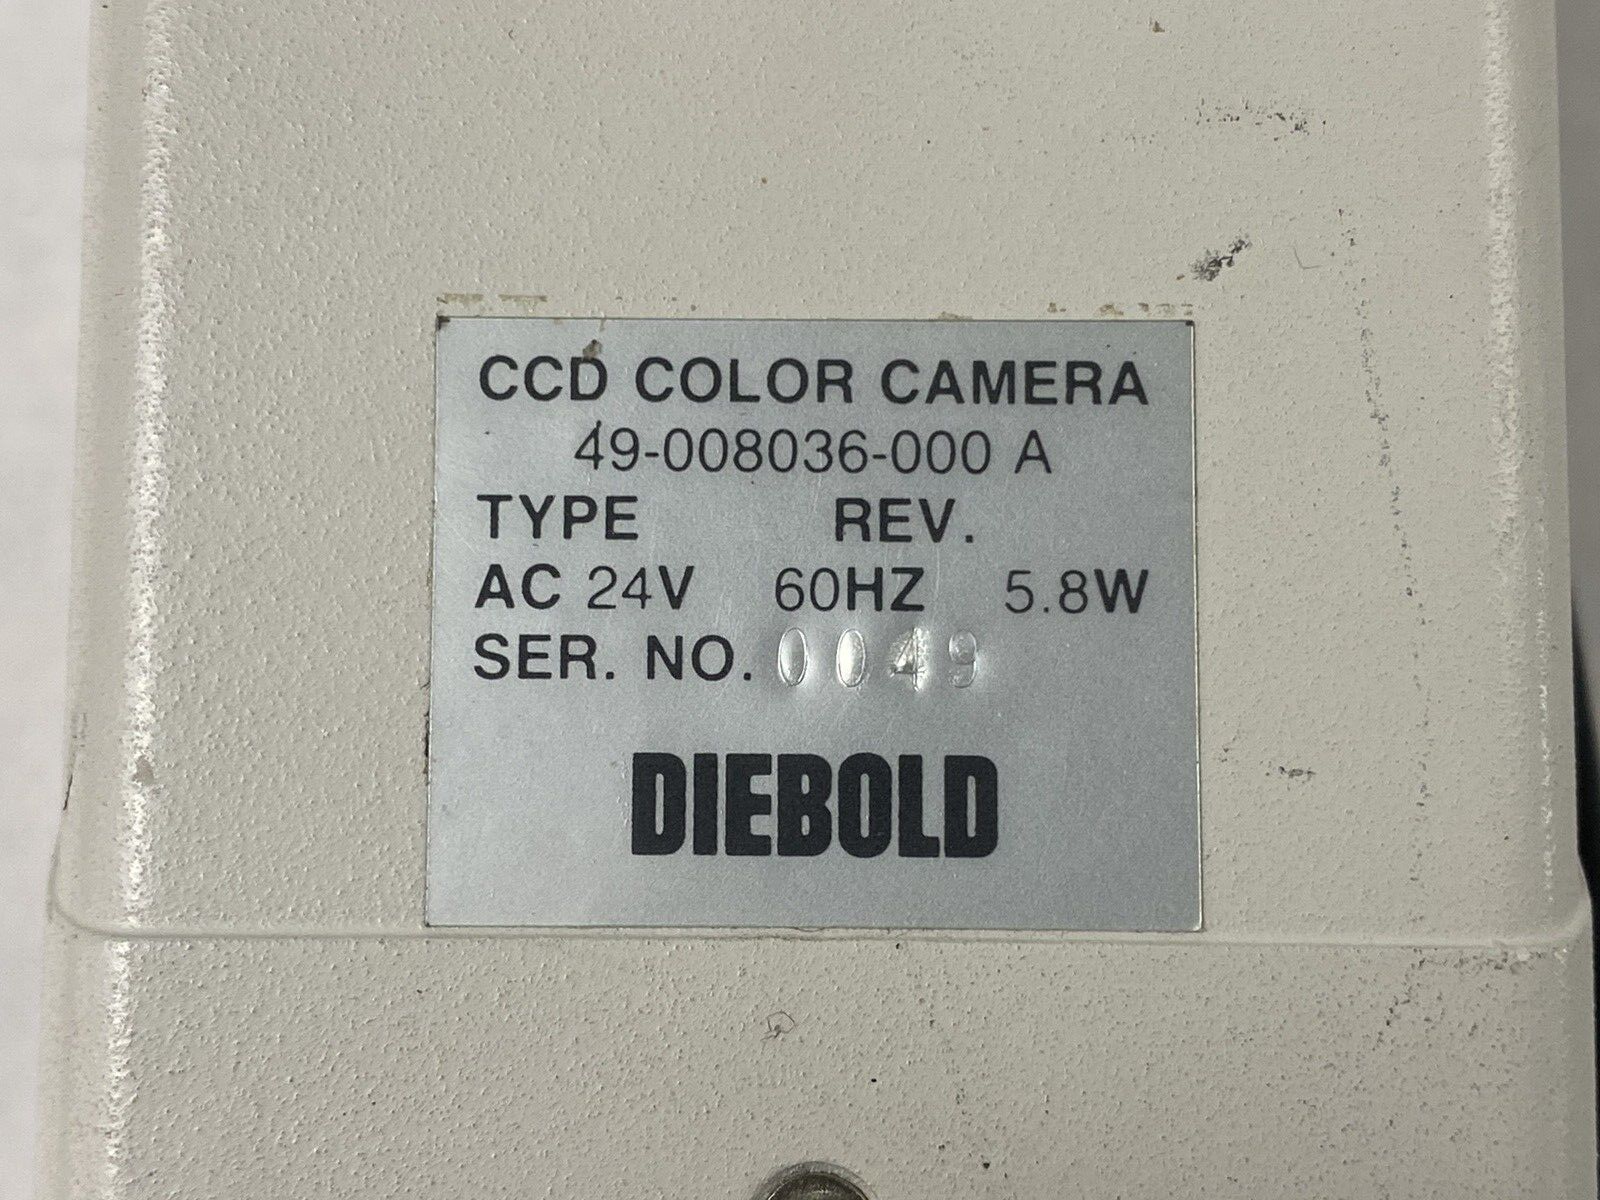 CCD COLOR CAMERA
49-008036-000 A
TYPE REV.
AC 24V 60HZ 5.8W
SER. NO. 0049
DIEBOLD